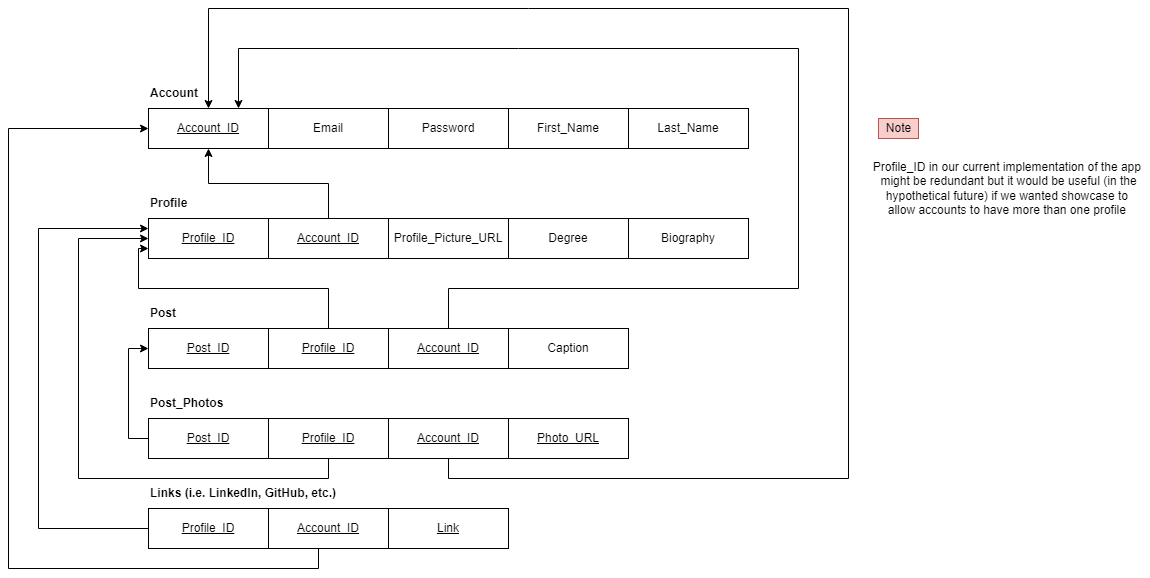 Account
Account_ID Email Password First_Name Last_Name
Note
Profile_ID in our current implementation of the app
might be redundant but it would be useful (in the
hypothetical future) if we wanted showcase to
allow accounts to have more than one profile
Profile
Profile_ID Account_ID Profile_Picture_URL Degree Biography
Post
Post_ID Profile_ID Account_ID Caption
Post_Photos
Post_ID Profile_ID Account_ID Photo_URL
Links (i.e. LinkedIn, GitHub, etc.)
Profile_ID Account_ID Link